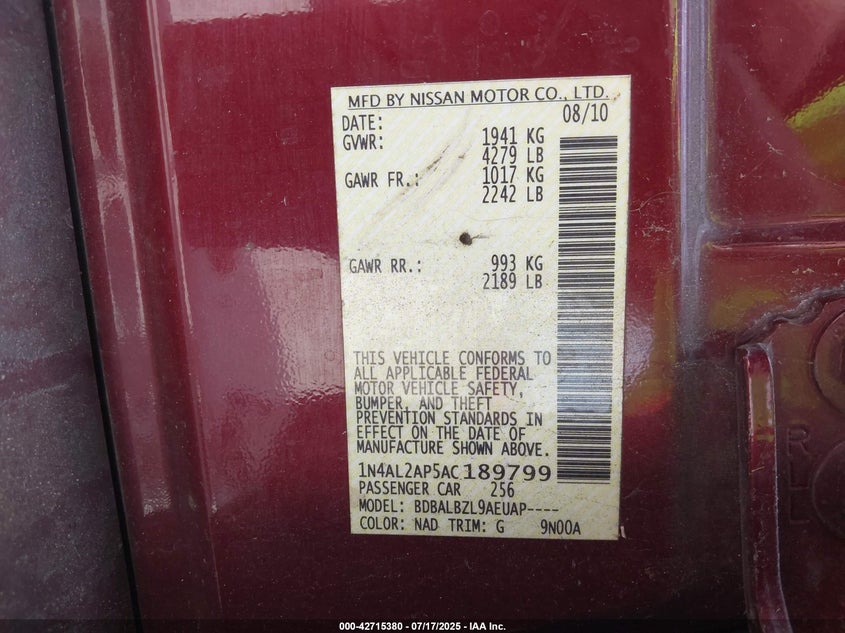 MFD BY NISSAN MOTOR CO., LTD.
DATE: 08/10
GVWR: 1941 KG
4279 LB
GAWR FR.: 1017 KG
2242 LB
GAWR RR.: 993 KG
2189 LB
THIS VEHICLE CONFORMS TO
ALL APPLICABLE FEDERAL
MOTOR VEHICLE SAFETY,
BUMPER, AND THEFT
PREVENTION STANDARDS IN
EFFECT ON THE DATE OF
MANUFACTURE SHOWN ABOVE.
1N4AL2AP5AC189799
PASSENGER CAR 256
MODEL: BDBALBZL9AEUAP----
COLOR: NAD TRIM: G 9N00A
000-42715380 - 07/17/2025 - IAA Inc.